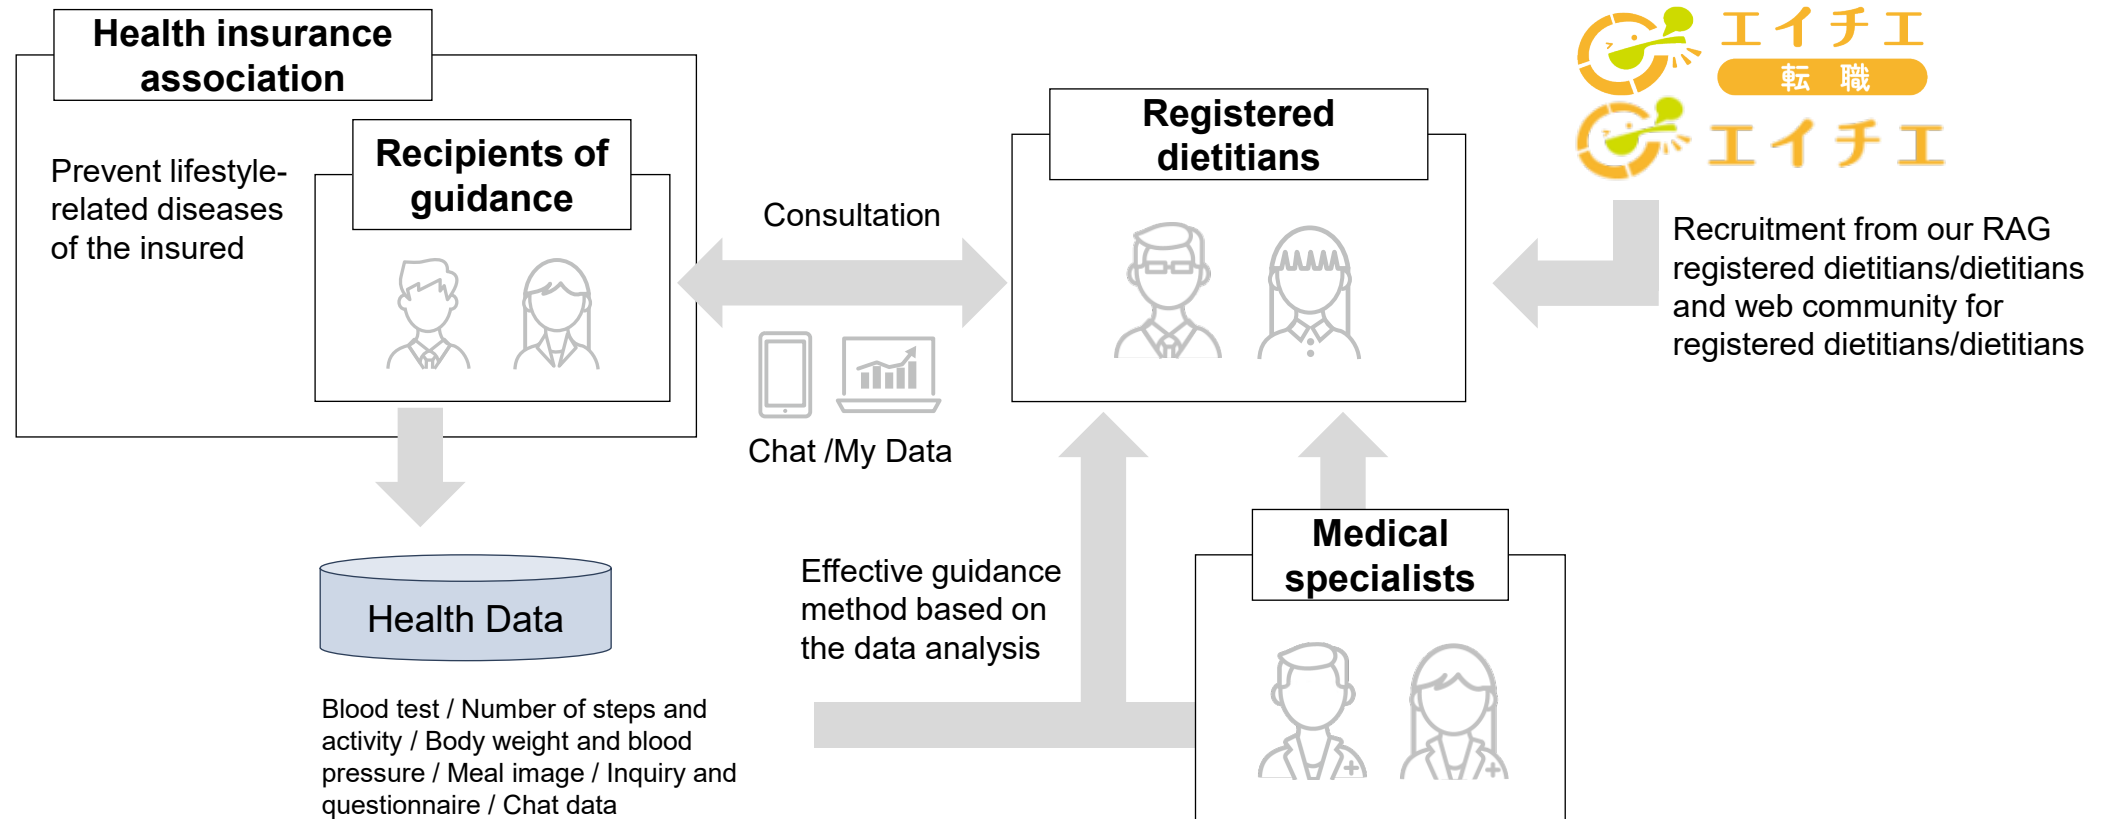 Health insurance
association
Prevent lifestyle-
related diseases
of the insured
Recipients of
guidance
Consultation
Chat /My Data
Registered
dietitians
エイチエ
転職
エイチエ
Recruitment from our RAG
registered dietitians/dietitians
and web community for
registered dietitians/dietitians
Health Data
Blood test / Number of steps and
activity / Body weight and blood
pressure / Meal image / Inquiry and
questionnaire / Chat data
Effective guidance
method based on
the data analysis
Medical
specialists